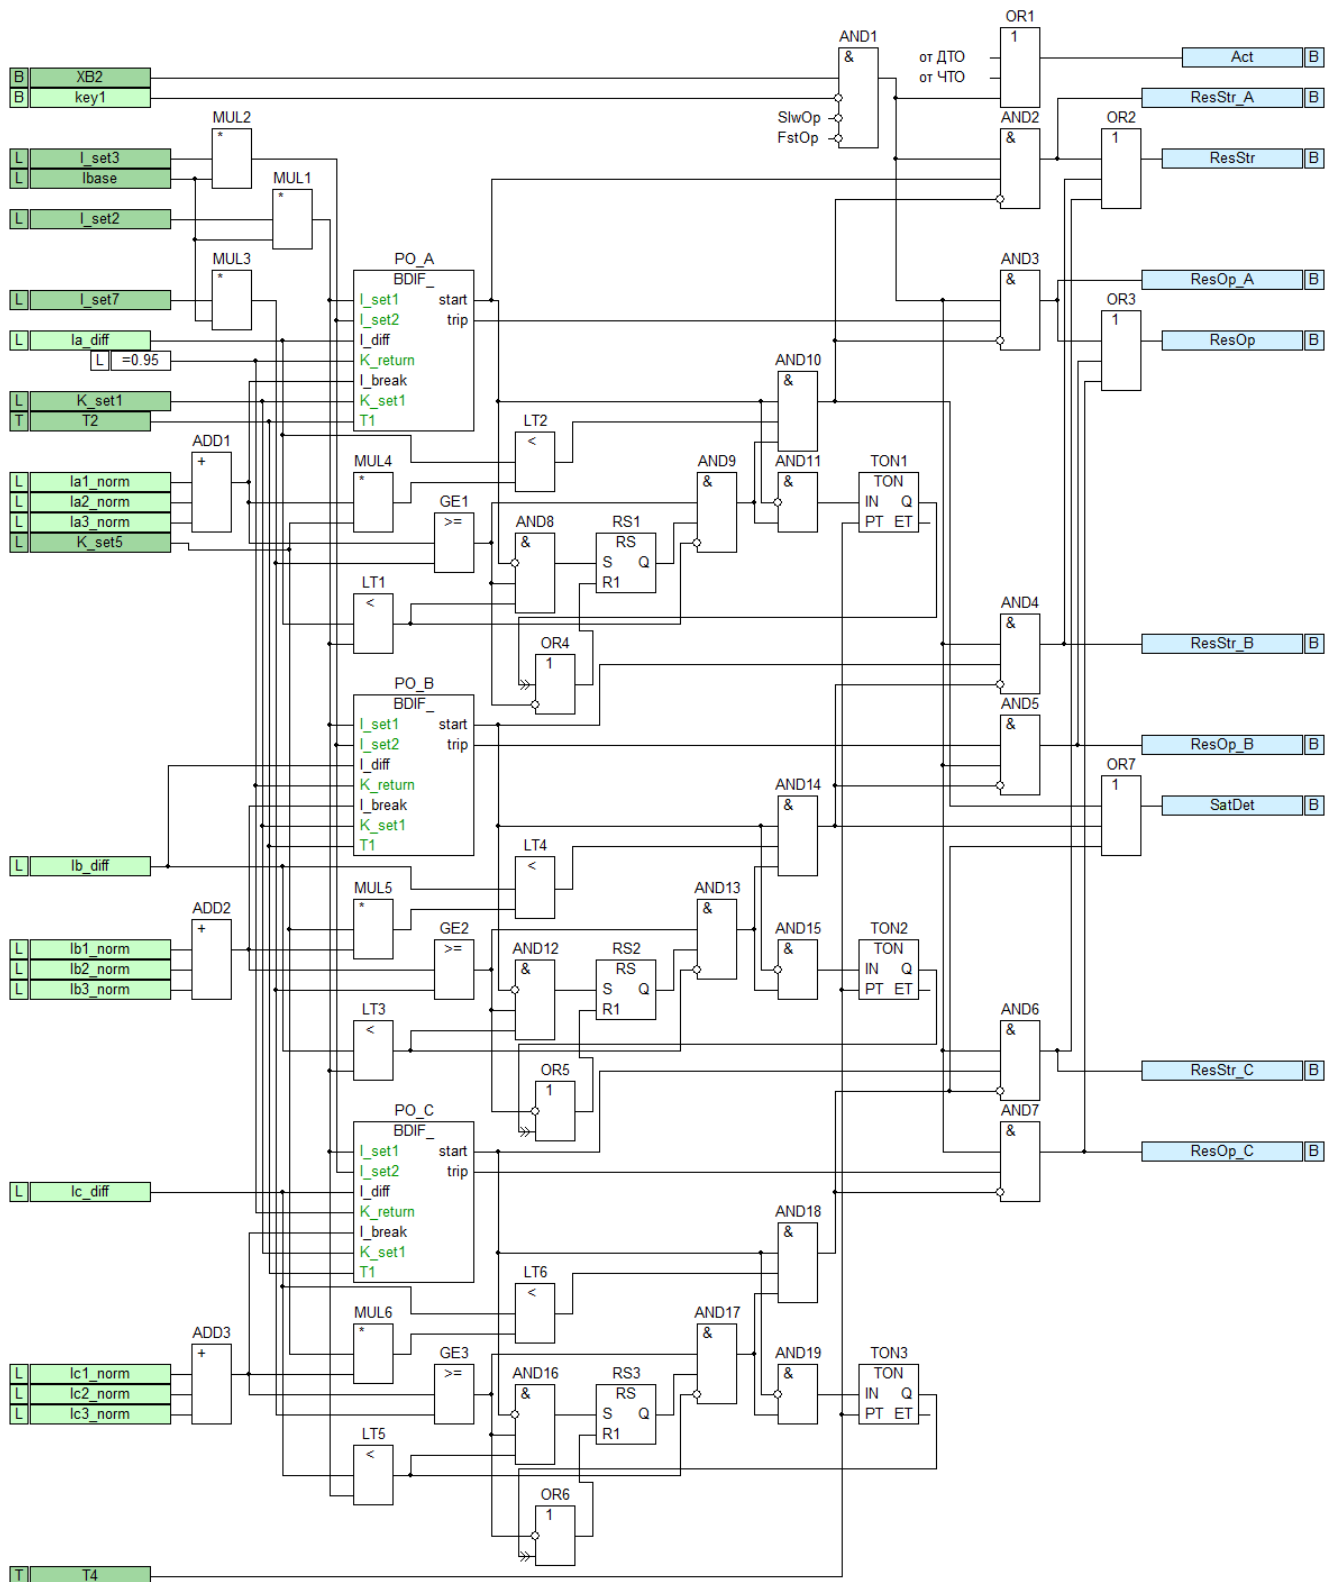 OR1
1
AND1
&
от ДТО
от ЧТО
Act B
B XB2
B key1
ResStr_A B
SlwOp
FstOp
MUL2
*
AND2
&
OR2
1
L I_set3
L Ibase
ResStr B
MUL1
*
L I_set2
MUL3
*
PO_A
BDIF_
AND3
&
ResOp_A B
L I_set7
I_set1 start
I_set2 trip
OR3
1
L Ia_diff
I_diff
ResOp B
L =0.95
K_return
I_break
AND10
&
L K_set1
K_set1
T T2
T1
LT2
<
ADD1
+
MUL4
*
AND9
&
AND11
&
TON1
TON
L Ia1_norm
L Ia2_norm
IN Q
L Ia3_norm
PT ET
GE1
>=
AND8
&
RS1
RS
L K_set5
S Q
R1
LT1
<
AND4
&
OR4
1
ResStr_B B
PO_B
BDIF_
AND5
&
I_set1 start
I_set2 trip
ResOp_B B
I_diff
OR7
1
K_return
I_break
AND14
&
SatDet B
K_set1
T1
LT4
<
L Ib_diff
MUL5
*
AND13
&
ADD2
+
GE2
>=
AND12
&
RS2
RS
AND15
&
TON2
TON
L Ib1_norm
L Ib2_norm
IN Q
L Ib3_norm
S Q
PT ET
R1
LT3
<
AND6
&
OR5
1
ResStr_C B
PO_C
BDIF_
AND7
&
I_set1 start
I_set2 trip
ResOp_C B
L Ic_diff
I_diff
K_return
I_break
AND18
&
K_set1
T1
LT6
<
MUL6
*
AND17
&
ADD3
+
GE3
>=
AND16
&
RS3
RS
AND19
&
TON3
TON
L Ic1_norm
L Ic2_norm
IN Q
L Ic3_norm
S Q
PT ET
R1
LT5
<
OR6
1
T T4